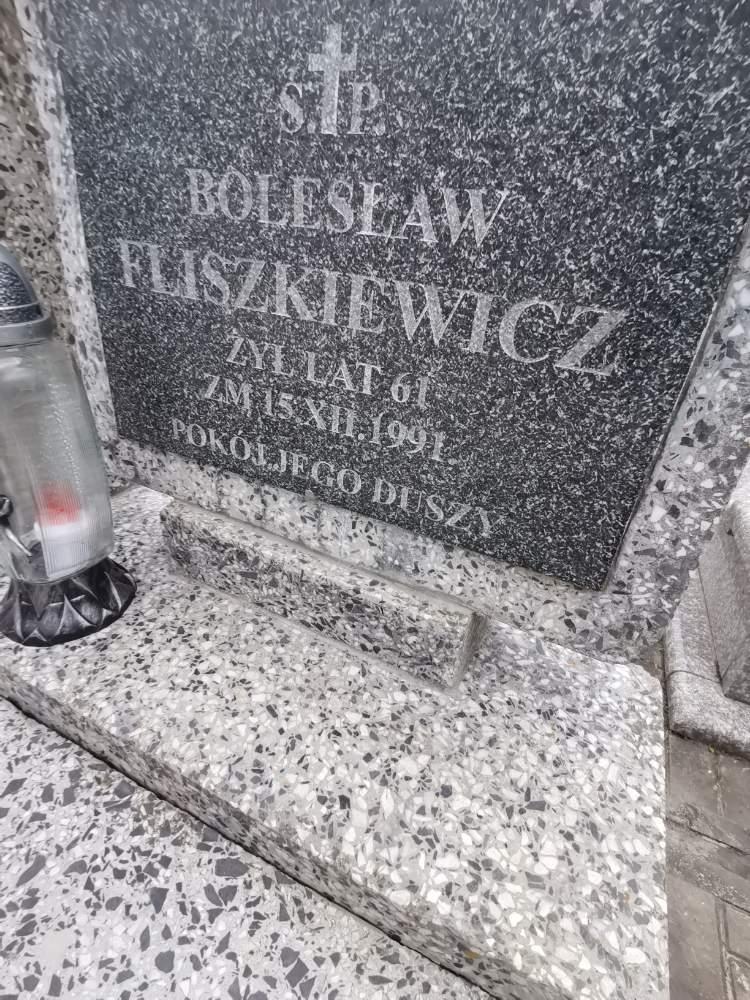 Ś.P.
BOLESŁAW
FLISZKIEWICZ
ŻYŁ LAT 61
ZM. 15.XII.1991.
POKÓJ JEGO DUSZY